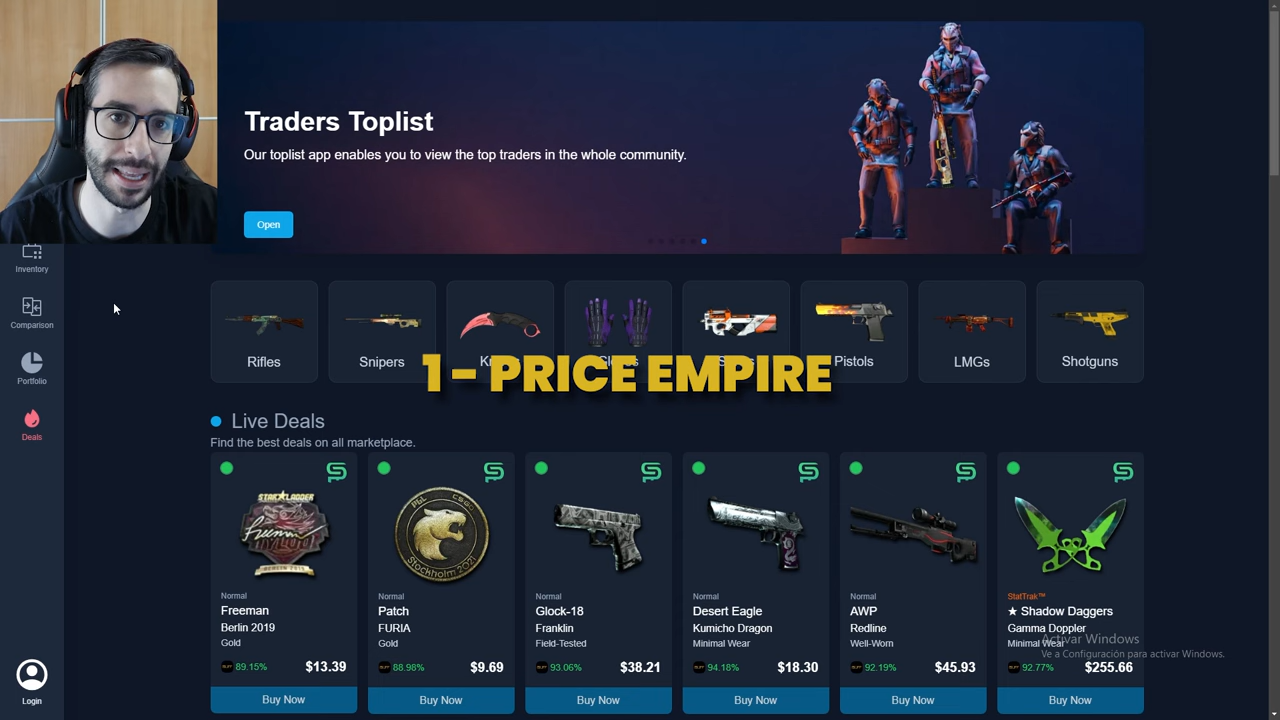 Traders Toplist
Our toplist app enables you to view the top traders in the whole community.
Open
Inventory
Comparison
Portfolio
Deals
Login
Rifles
Snipers
Pistols
LMGs
Shotguns
1 - PRICE EMPIRE
Live Deals
Find the best deals on all marketplace.
Normal
Freeman
Berlin 2019
Gold
89.15% $13.39
Buy Now
Normal
Patch
FURIA
Gold
88.98% $9.69
Buy Now
Normal
Glock-18
Franklin
Field-Tested
93.06% $38.21
Buy Now
Normal
Desert Eagle
Kumicho Dragon
Minimal Wear
94.18% $18.30
Buy Now
Normal
AWP
Redline
Well-Worn
92.19% $45.93
Buy Now
StatTrak™
★ Shadow Daggers
Gamma Doppler
Minimal Wear
92.77% $255.66
Buy Now
Activar Windows
Ve a Configuración para activar Windows.